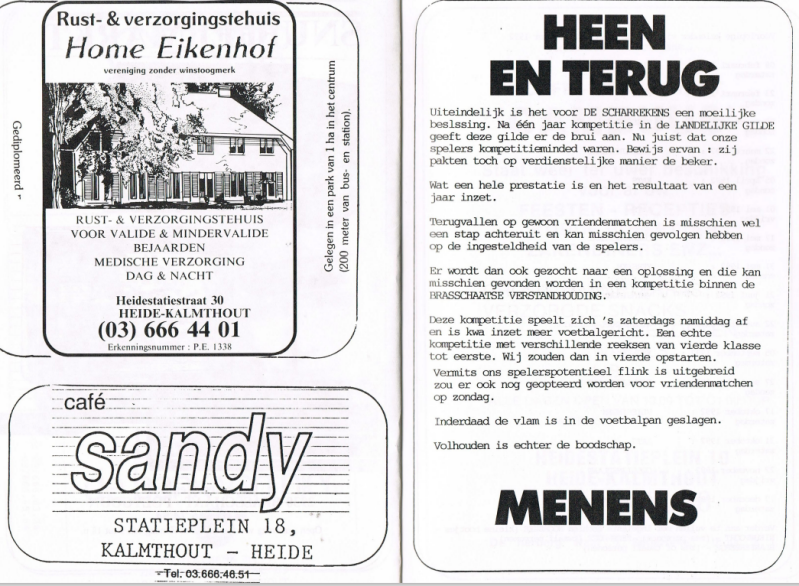 Rust- & verzorgingstehuis
Home Eikenhof
vereniging zonder winstoogmerk
Gediplomeerd
Gelegen in een park van 1 ha in het centrum
(200 meter van bus- en station).
RUST- & VERZORGINGSTEHUIS
VOOR VALIDE & MINDERVALIDE
BEJAARDEN
MEDISCHE VERZORGING
DAG & NACHT
Heidestatiestraat 30
HEIDE-KALMTHOUT
(03) 666 44 01
Erkenningsnummer : P.E. 1338
café
sandy
STATIEPLEIN 18,
KALMTHOUT - HEIDE
Tel. 03.666.46.51
HEEN
EN TERUG
Uiteindelijk is het voor DE SCHARREKENS een moeilijke
beslssing. Na één jaar kompetitie in de LANDELIJKE GILDE
geeft deze gilde er de brui aan. Nu juist dat onze
spelers kompetitieminded waren. Bewijs ervan : zij
pakten toch op verdienstelijke manier de beker.
Wat een hele prestatie is en het resultaat van een
jaar inzet.
Terugvallen op gewoon vriendenmatchen is misschien wel
een stap achteruit en kan misschien gevolgen hebben
op de ingesteldheid van de spelers.
Er wordt dan ook gezocht naar een oplossing en die kan
misschien gevonden worden in een kompetitie binnen de
BRASSCHAATSE VERSTANDHOUDING.
Deze kompetitie speelt zich 's zaterdags namiddag af
en is kwa inzet meer voetbalgericht. Een echte
kompetitie met verschillende reeksen van vierde klasse
tot eerste. Wij zouden dan in vierde opstarten.
Vermits ons spelerspotentieel flink is uitgebreid
zou er ook nog geopteerd worden voor vriendenmatchen
op zondag.
Inderdaad de vlam is in de voetbalpan geslagen.
Volhouden is echter de boodschap.
MENENS